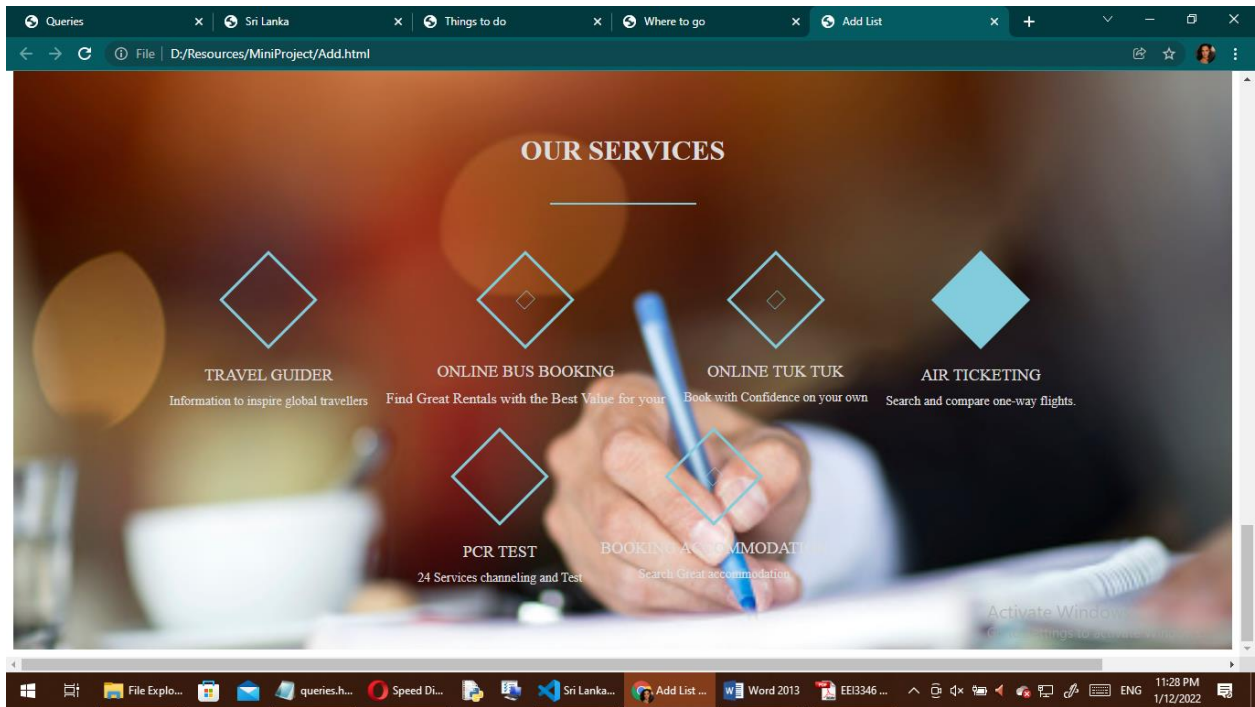 Queries
Sri Lanka
Things to do
Where to go
Add List
File
D:/Resources/MiniProject/Add.html
OUR SERVICES
TRAVEL GUIDER
Information to inspire global travellers
ONLINE BUS BOOKING
Find Great Rentals with the Best Value for your
ONLINE TUK TUK
Book with Confidence on your own
AIR TICKETING
Search and compare one-way flights.
PCR TEST
24 Services channeling and Test
BOOKING ACCOMMODATI
Search Great accommodation
Activate Window
File Explo...
queries.h...
Speed Di...
Sri Lanka...
Add List ...
Word 2013
EEI3346 ...
ENG
11:28 PM
1/12/2022